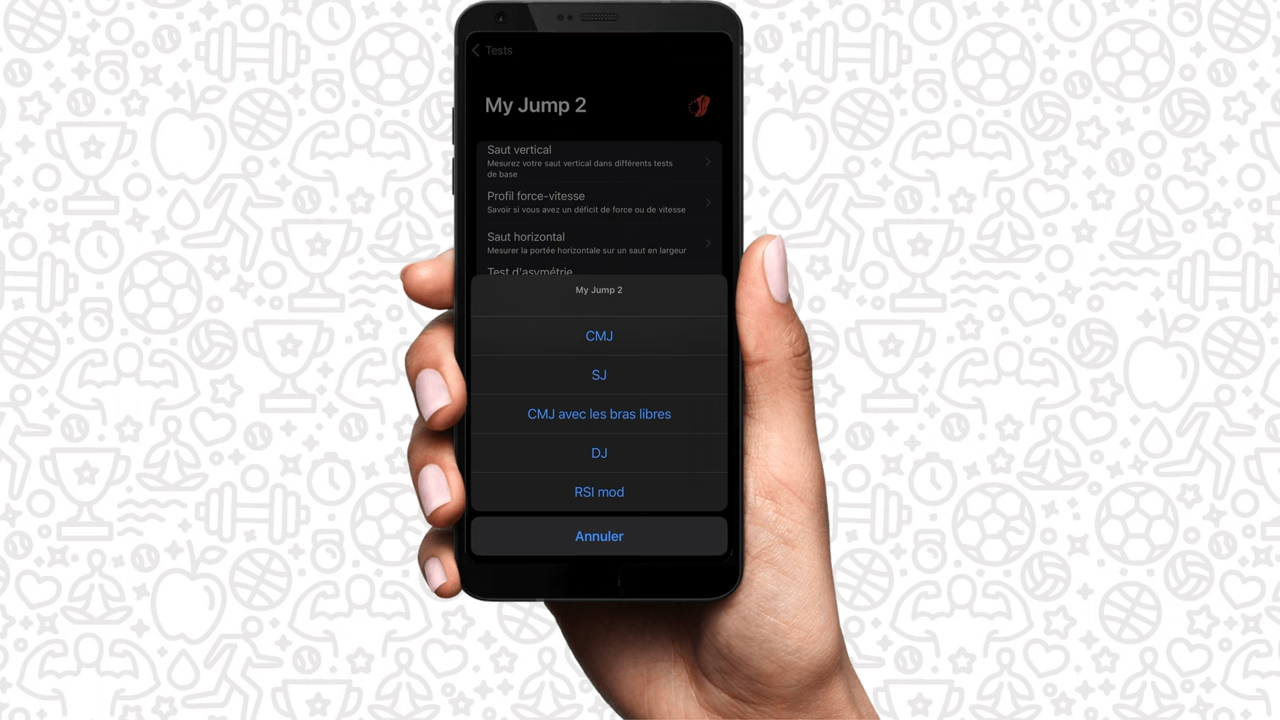 Tests
My Jump 2
Saut vertical
Mesurez votre saut vertical dans différents tests
de base
Profil force-vitesse
Savoir si vous avez un déficit de force ou de vitesse
Saut horizontal
Mesurer la portée horizontale sur un saut en largeur
Test d'asymétrie
My Jump 2
CMJ
SJ
CMJ avec les bras libres
DJ
RSI mod
Annuler